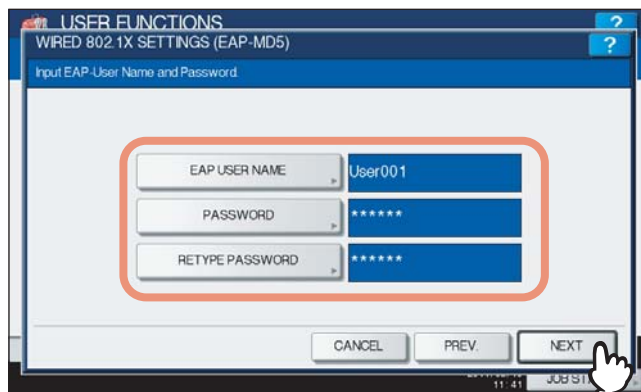 USER FUNCTIONS ?
WIRED 802.1X SETTINGS (EAP-MD5) ?
Input EAP-User Name and Password.
EAP USER NAME User001
PASSWORD ******
RETYPE PASSWORD ******
CANCEL PREV. NEXT
11:41